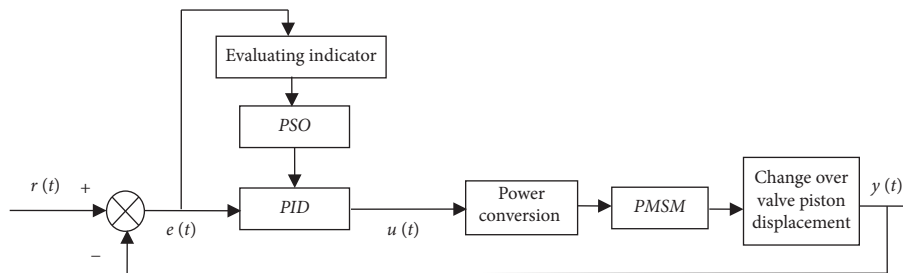 Evaluating indicator
PSO
r (t)
+
e (t)
–
PID
u (t)
Power
conversion
PMSM
Change over
valve piston
displacement
y (t)